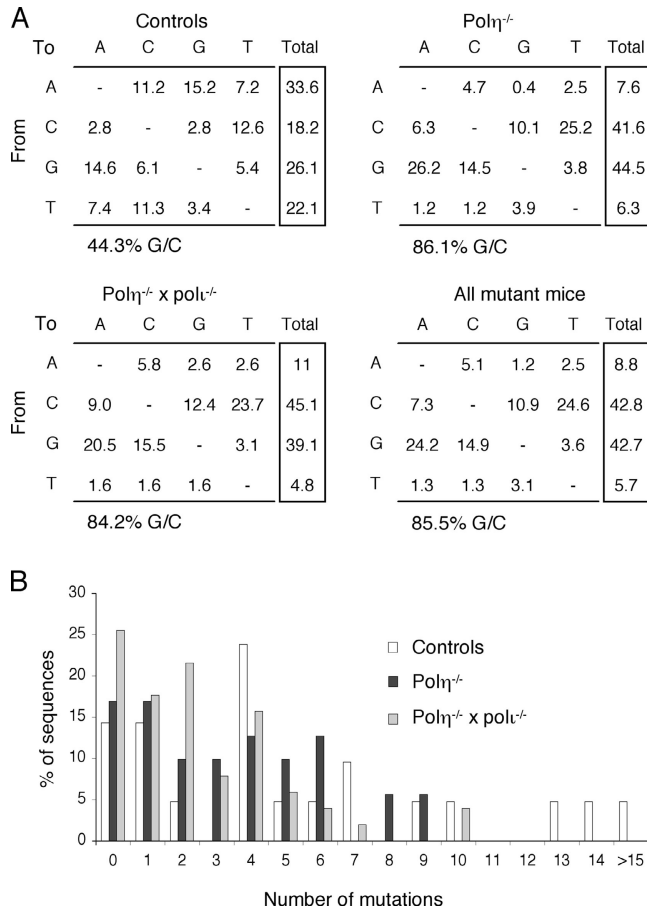 A
Controls
To A C G T Total
From
A - 11.2 15.2 7.2 33.6
C 2.8 - 2.8 12.6 18.2
G 14.6 6.1 - 5.4 26.1
T 7.4 11.3 3.4 - 22.1
44.3% G/C
Polη-/-
A C G T Total
A - 4.7 0.4 2.5 7.6
C 6.3 - 10.1 25.2 41.6
G 26.2 14.5 - 3.8 44.5
T 1.2 1.2 3.9 - 6.3
86.1% G/C
Polη-/- x polι-/-
To A C G T Total
From
A - 5.8 2.6 2.6 11
C 9.0 - 12.4 23.7 45.1
G 20.5 15.5 - 3.1 39.1
T 1.6 1.6 1.6 - 4.8
84.2% G/C
All mutant mice
A C G T Total
A - 5.1 1.2 2.5 8.8
C 7.3 - 10.9 24.6 42.8
G 24.2 14.9 - 3.6 42.7
T 1.3 1.3 3.1 - 5.7
85.5% G/C
B
% of sequences
30
25
20
15
10
5
0
Controls
Polη-/-
Polη-/- x polι-/-
0 1 2 3 4 5 6 7 8 9 10 11 12 13 14 >15
Number of mutations